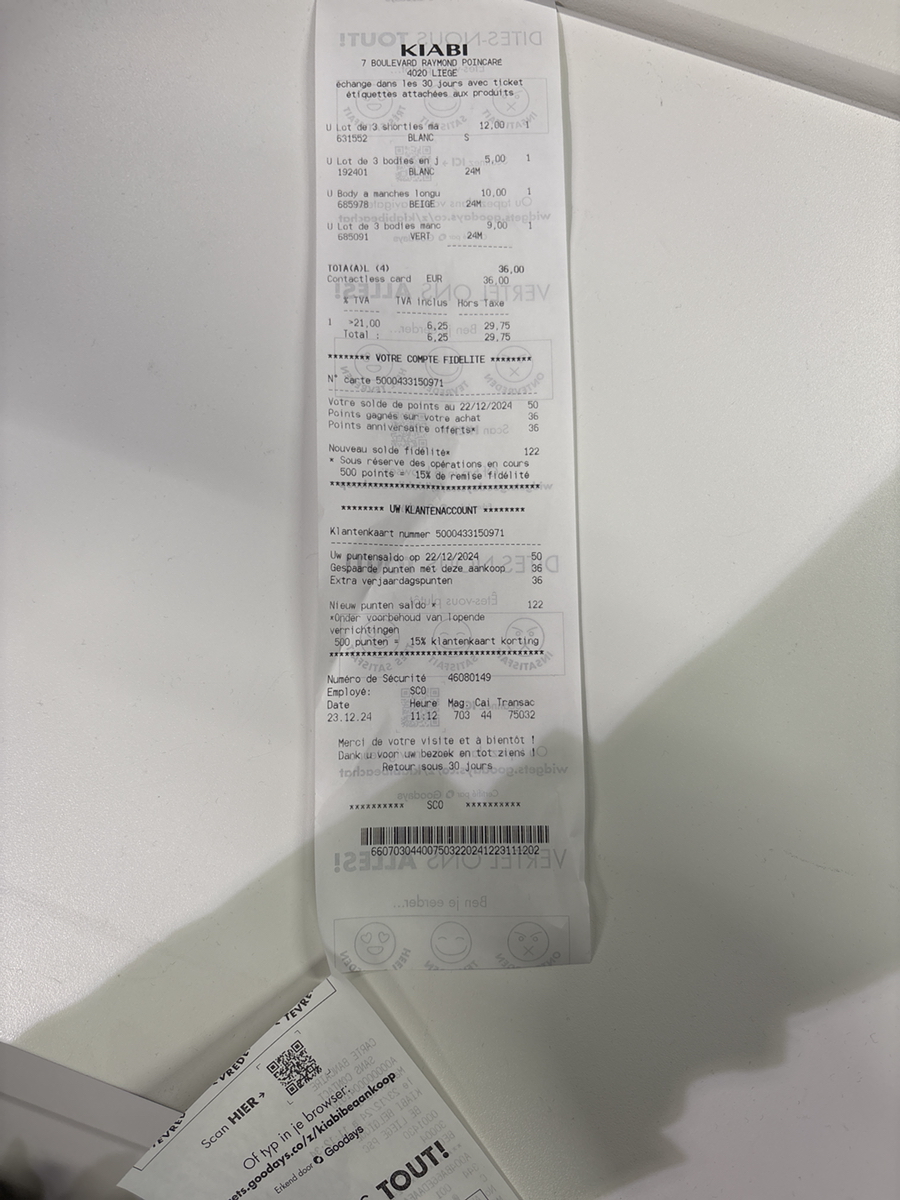 KIABI
7 BOULEVARD RAYMOND POINCARE
4020 LIEGE
échange dans les 30 jours avec ticket
étiquettes attachées aux produits
U Lot de 3 shorties ma 12,00 1
631552 BLANC S
U Lot de 3 bodies en j 5,00 1
192401 BLANC 24M
U Body a manches longu 10,00 1
685978 BEIGE 24M
U Lot de 3 bodies manc 9,00 1
685091 VERT 24M
TOTA(A)L (4) 36,00
Contactless card EUR 36,00
% TVA TVA Inclus Hors Taxe
1 >21,00 6,25 29,75
Total : 6,25 29,75
******** VOTRE COMPTE FIDELITE ********
N° carte 5000433150971
Votre solde de points au 22/12/2024 50
Points gagnés sur votre achat 36
Points anniversaire offerts* 36
Nouveau solde fidélité* 122
* Sous réserve des opérations en cours
500 points = 15% de remise fidélité
******** UW KLANTENACCOUNT ********
Klantenkaart nummer 5000433150971
Uw puntensaldo op 22/12/2024 50
Gespaarde punten met deze aankoop 36
Extra verjaardagspunten 36
Nieuw punten saldo * 122
*Onder voorbehoud van lopende
verrichtingen
500 punten = 15% klantenkaart korting
Numéro de Sécurité 46080149
Employé: SCO
Date Heure Mag Cai Transac
23.12.24 11:12 703 44 75032
Merci de votre visite et à bientôt !
Dank u voor uw bezoek en tot ziens !
Retour sous 30 jours
********** SCO **********
660703044007503220241223111202
Scan HIER →
Of typ in je browser:
ets.goodays.co/z/kiabibeaankoop
Erkend door Goodays
TOUT!